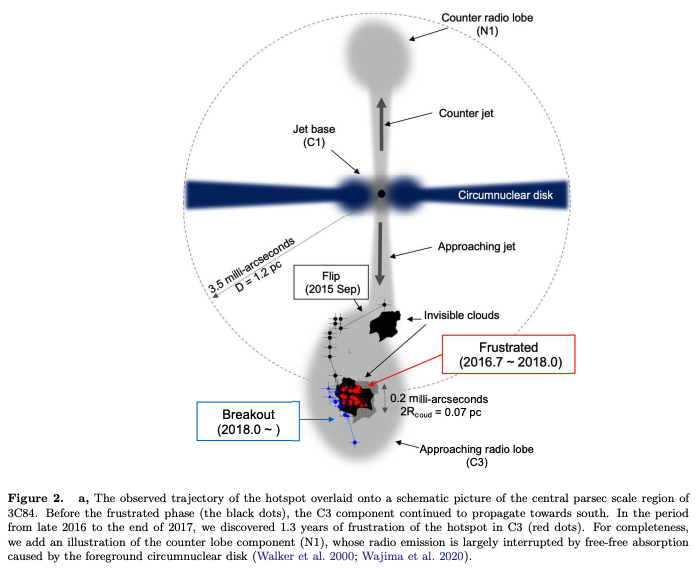 Counter radio lobe
(N1)
Counter jet
Jet base
(C1)
Circumnuclear disk
3.5 milli-arcseconds
D = 1.2 pc
Approaching jet
Flip
(2015 Sep)
Invisible clouds
Frustrated
(2016.7 ~ 2018.0)
0.2 milli-arcseconds
2Rcoud = 0.07 pc
Breakout
(2018.0 ~ )
Approaching radio lobe
(C3)
Figure 2. a, The observed trajectory of the hotspot overlaid onto a schematic picture of the central parsec scale region of
3C84. Before the frustrated phase (the black dots), the C3 component continued to propagate towards south. In the period
from late 2016 to the end of 2017, we discovered 1.3 years of frustration of the hotspot in C3 (red dots). For completeness,
we add an illustration of the counter lobe component (N1), whose radio emission is largely interrupted by free-free absorption
caused by the foreground circumnuclear disk (Walker et al. 2000; Wajima et al. 2020).